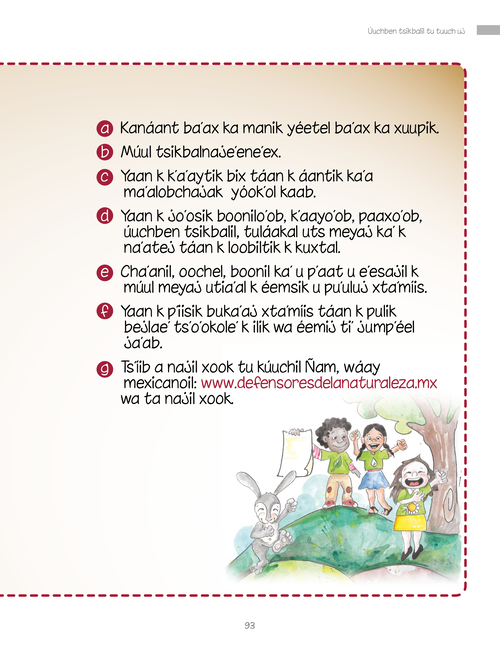 Úuchben tsikbalil tu tuuch uj
a Kanáant ba'ax ka manik yéetel ba'ax ka xuupik.
b Múul tsikbalnaje'ene'ex.
c Yaan k k'a'aytik bix táan k áantik ka'a
ma'alobchajak yóok'ol kaab.
d Yaan k jo'osik boonilo'ob, k'aayo'ob, paaxo'ob,
úuchben tsikbalil, tuláakal uts meyaj ka' k
na'atej táan k loobiltik k kuxtal.
e Cha'anil, oochel, boonil ka' u p'aat u e'esajil k
múul meyaj utia'al k éemsik u pu'uluj xta'míis.
f Yaan k p'iisik buka'aj xta'míis táan k pulik
bejlae' ts'o'okole' k ilik wa éemij ti' jump'éel
ja'ab.
g Ts'íib a najil xook tu kúuchil Ñam, wáay
mexicanoil: www.defensoresdelanaturaleza.mx
wa ta najil xook.
93